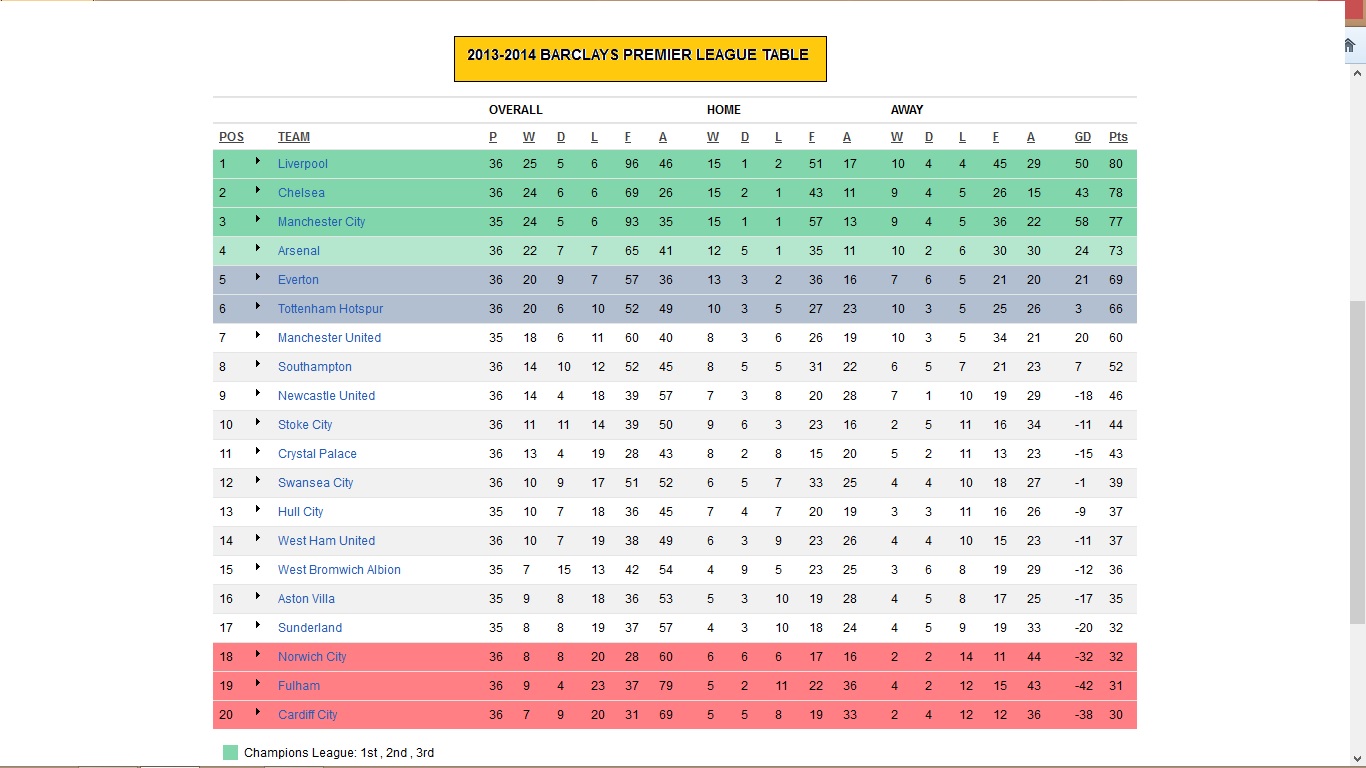 2013-2014 BARCLAYS PREMIER LEAGUE TABLE
OVERALL HOME AWAY
POS TEAM P W D L F A W D L F A W D L F A GD Pts
1 Liverpool 36 25 5 6 96 46 15 1 2 51 17 10 4 4 45 29 50 80
2 Chelsea 36 24 6 6 69 26 15 2 1 43 11 9 4 5 26 15 43 78
3 Manchester City 35 24 5 6 93 35 15 1 1 57 13 9 4 5 36 22 58 77
4 Arsenal 36 22 7 7 65 41 12 5 1 35 11 10 2 6 30 30 24 73
5 Everton 36 20 9 7 57 36 13 3 2 36 16 7 6 5 21 20 21 69
6 Tottenham Hotspur 36 20 6 10 52 49 10 3 5 27 23 10 3 5 25 26 3 66
7 Manchester United 35 18 6 11 60 40 8 3 6 26 19 10 3 5 34 21 20 60
8 Southampton 36 14 10 12 52 45 8 5 5 31 22 6 5 7 21 23 7 52
9 Newcastle United 36 14 4 18 39 57 7 3 8 20 28 7 1 10 19 29 -18 46
10 Stoke City 36 11 11 14 39 50 9 6 3 23 16 2 5 11 16 34 -11 44
11 Crystal Palace 36 13 4 19 28 43 8 2 8 15 20 5 2 11 13 23 -15 43
12 Swansea City 36 10 9 17 51 52 6 5 7 33 25 4 4 10 18 27 -1 39
13 Hull City 35 10 7 18 36 45 7 4 7 20 19 3 3 11 16 26 -9 37
14 West Ham United 36 10 7 19 38 49 6 3 9 23 26 4 4 10 15 23 -11 37
15 West Bromwich Albion 35 7 15 13 42 54 4 9 5 23 25 3 6 8 19 29 -12 36
16 Aston Villa 35 9 8 18 36 53 5 3 10 19 28 4 5 8 17 25 -17 35
17 Sunderland 35 8 8 19 37 57 4 3 10 18 24 4 5 9 19 33 -20 32
18 Norwich City 36 8 8 20 28 60 6 6 6 17 16 2 2 14 11 44 -32 32
19 Fulham 36 9 4 23 37 79 5 2 11 22 36 4 2 12 15 43 -42 31
20 Cardiff City 36 7 9 20 31 69 5 5 8 19 33 2 4 12 12 36 -38 30
Champions League: 1st , 2nd , 3rd